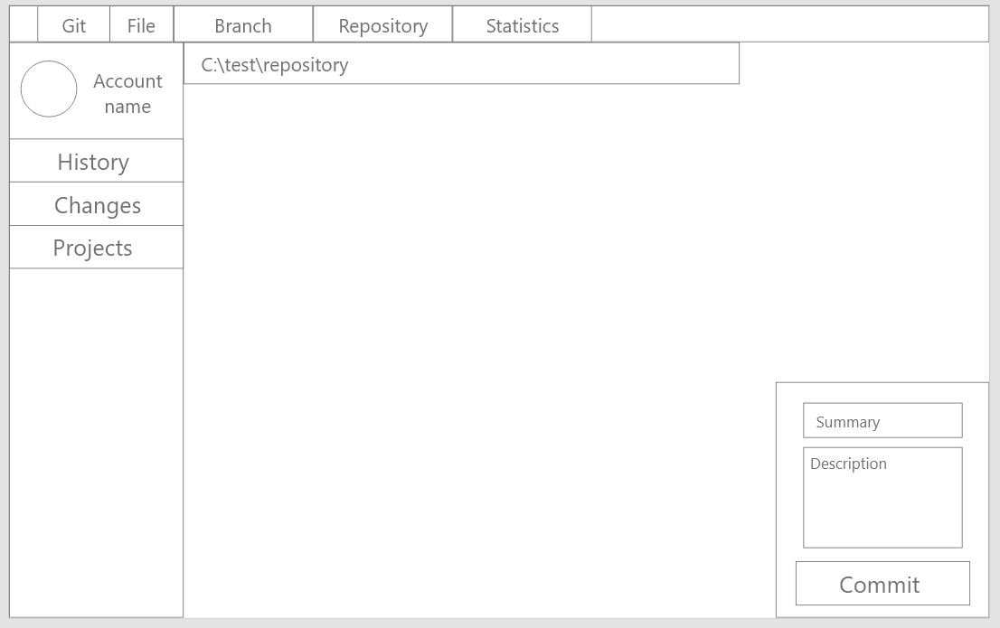 Git File Branch Repository Statistics
C:\test\repository
Account
name
History
Changes
Projects
Summary
Description
Commit